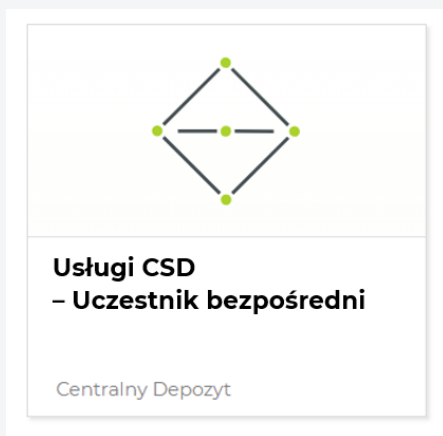 Usługi CSD
– Uczestnik bezpośredni
Centralny Depozyt